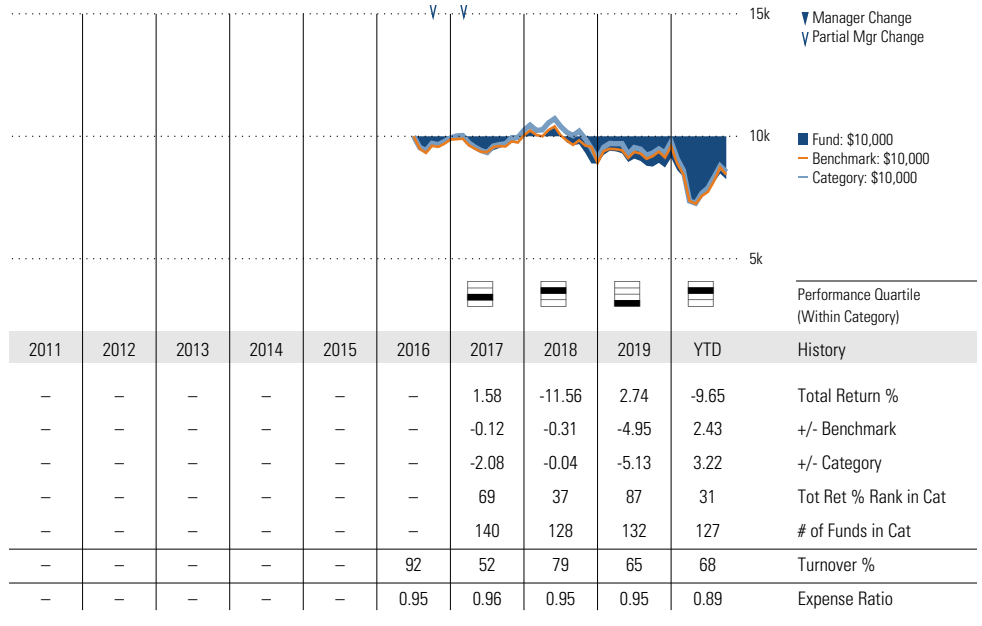 15k
Manager Change
Partial Mgr Change
10k
Fund: $10,000
Benchmark: $10,000
Category: $10,000
5k
Performance Quartile
(Within Category)
2011 2012 2013 2014 2015 2016 2017 2018 2019 YTD History
– – – – – – 1.58 -11.56 2.74 -9.65 Total Return %
– – – – – – -0.12 -0.31 -4.95 2.43 +/- Benchmark
– – – – – – -2.08 -0.04 -5.13 3.22 +/- Category
– – – – – – 69 37 87 31 Tot Ret % Rank in Cat
– – – – – – 140 128 132 127 # of Funds in Cat
– – – – – 92 52 79 65 68 Turnover %
– – – – – 0.95 0.96 0.95 0.95 0.89 Expense Ratio